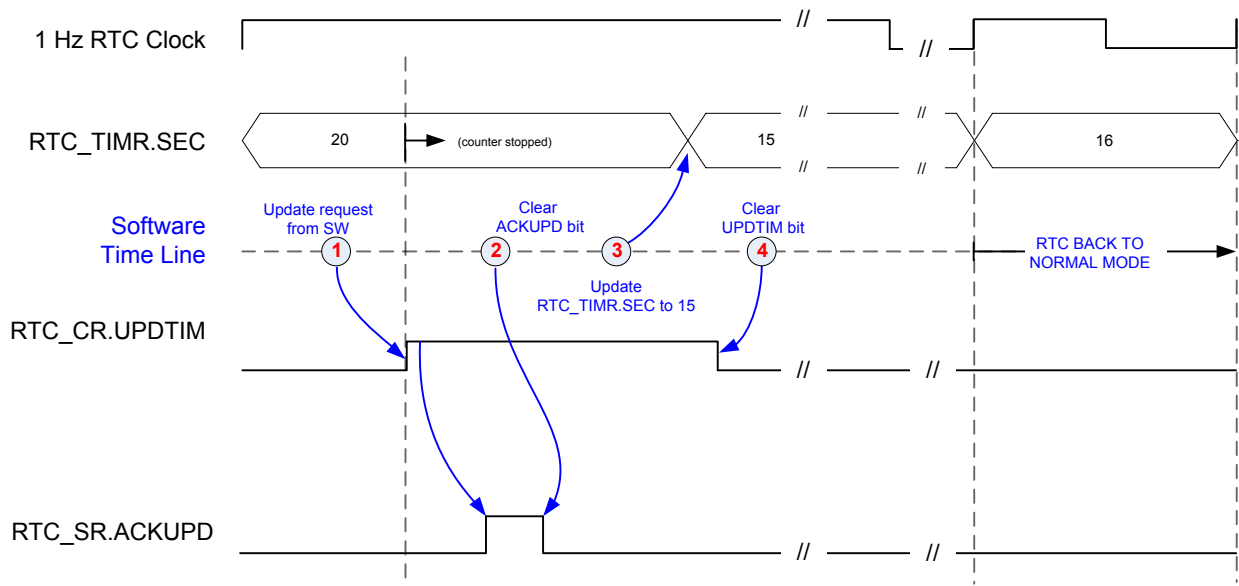 //
1 Hz RTC Clock
//
// //
RTC_TIMR.SEC
20
(counter stopped)
15
16
// //
Software
Time Line
Update request
from SW
Clear
ACKUPD bit
Clear
UPDTIM bit
1
2
3
4
Update
RTC_TIMR.SEC to 15
RTC BACK TO
NORMAL MODE
RTC_CR.UPDTIM
// //
RTC_SR.ACKUPD
// //